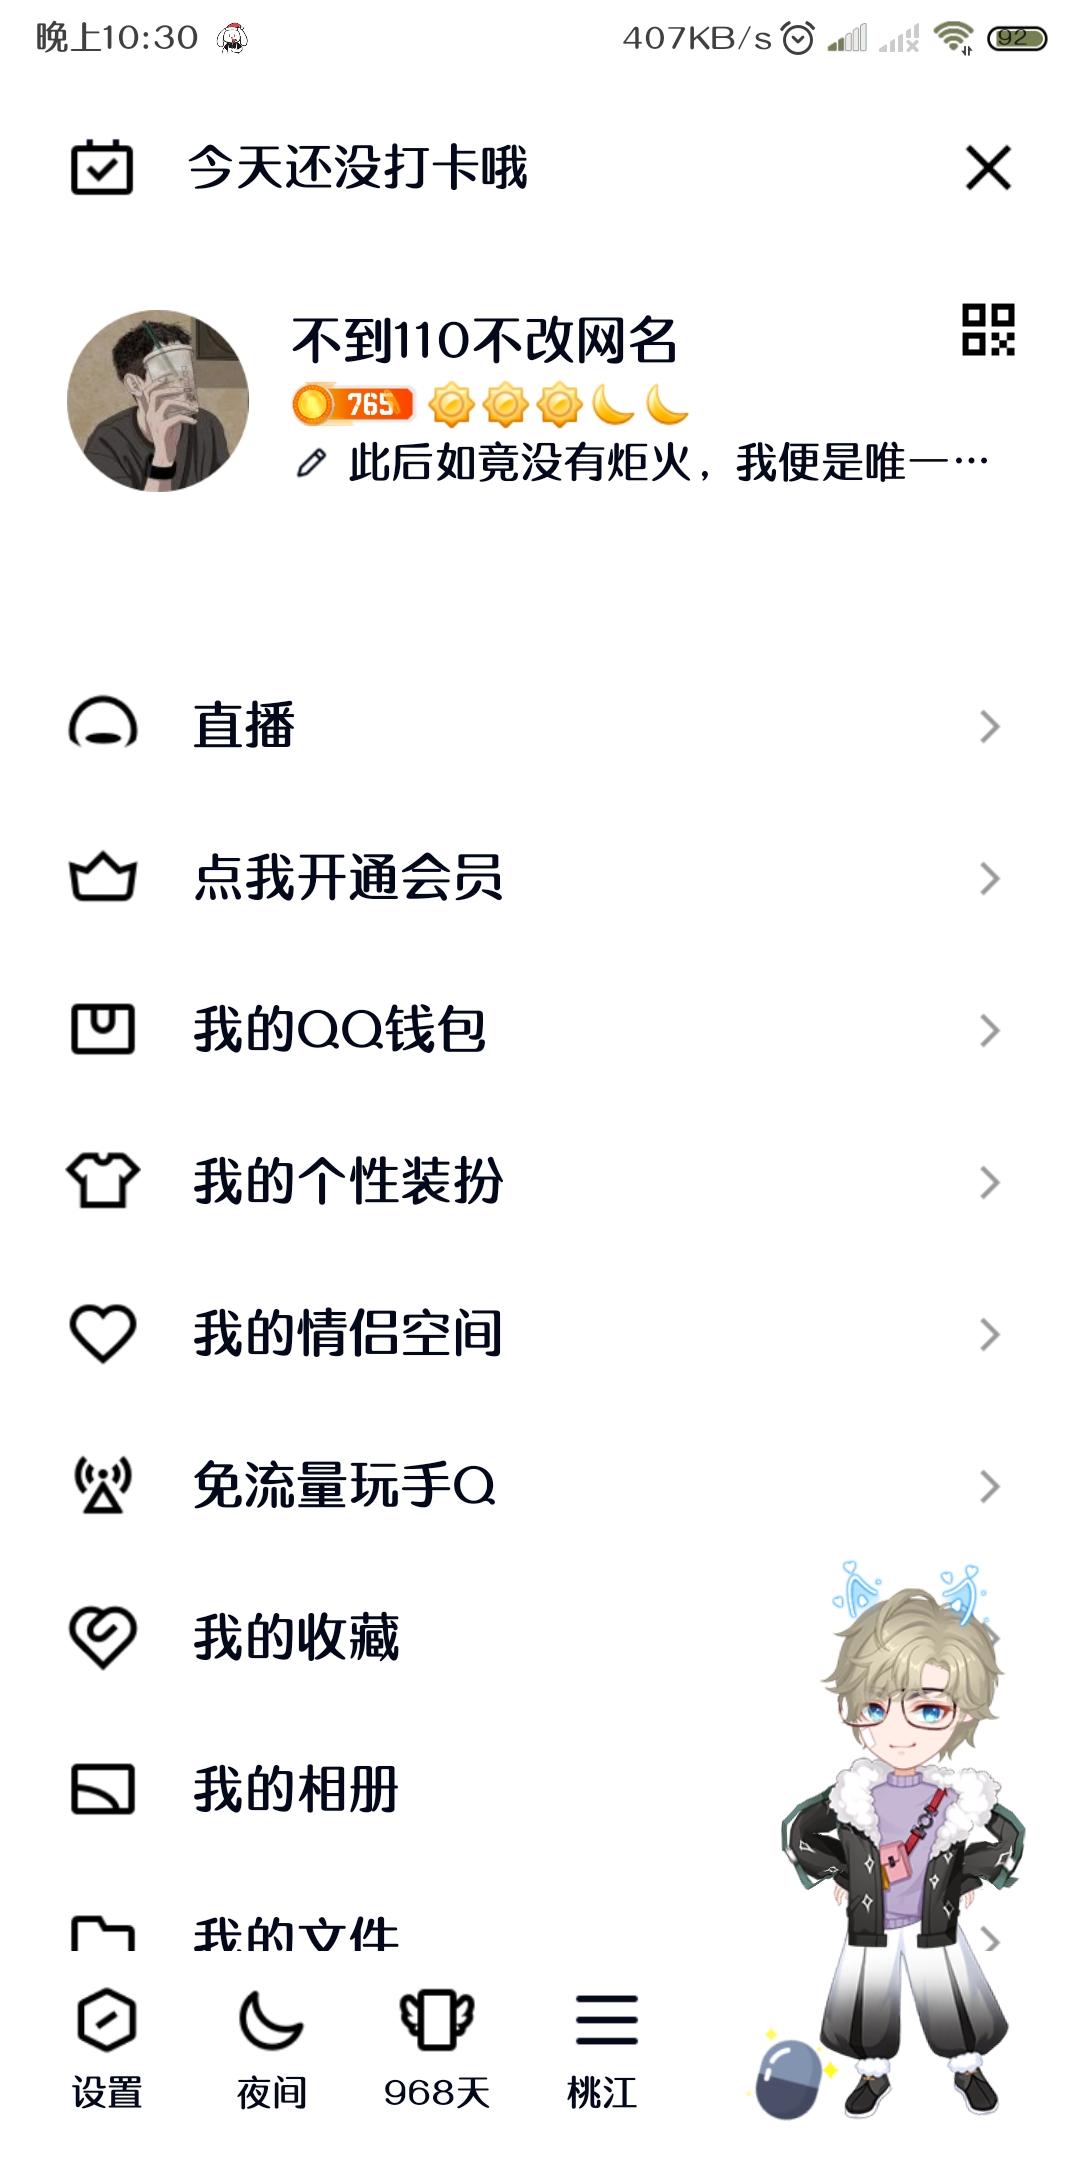 晚上10:30
407KB/s
92
今天还没打卡哦
不到110不改网名
765
此后如竟没有炬火，我便是唯一…
直播
点我开通会员
我的QQ钱包
我的个性装扮
我的情侣空间
免流量玩手Q
我的收藏
我的相册
我的文件
设置
夜间
968天
桃江